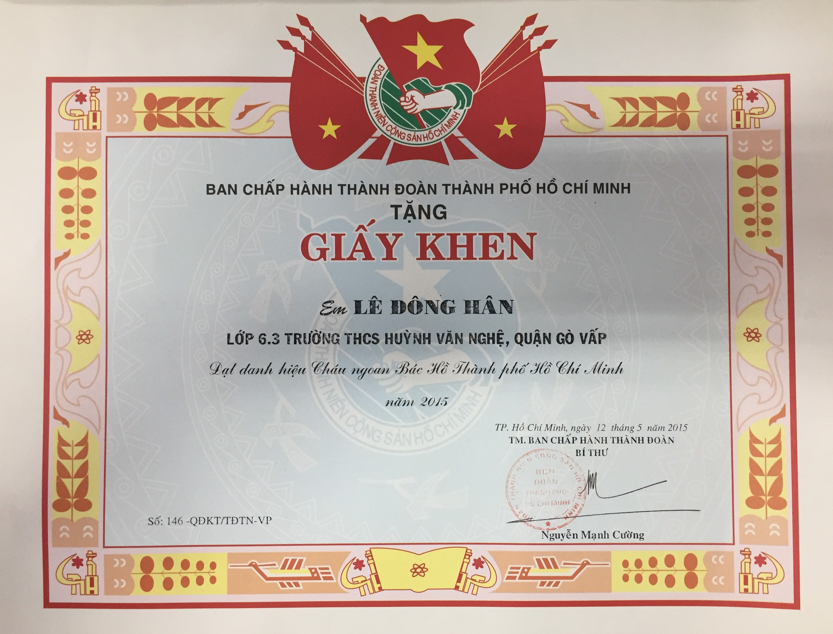 ĐOÀN THANH NIÊN CỘNG SẢN HỒ CHÍ MINH
BAN CHẤP HÀNH THÀNH ĐOÀN THÀNH PHỐ HỒ CHÍ MINH
TẶNG
GIẤY KHEN
Em LÊ ĐÔNG HÂN
LỚP 6.3 TRƯỜNG THCS HUỲNH VĂN NGHỆ, QUẬN GÒ VẤP
Đạt danh hiệu Cháu ngoan Bác Hồ Thành phố Hồ Chí Minh
năm 2015
TP. Hồ Chí Minh, ngày 12 tháng 5 năm 2015
TM. BAN CHẤP HÀNH THÀNH ĐOÀN
BÍ THƯ
Số: 146 -QĐKT/TĐTN-VP
Nguyễn Mạnh Cường